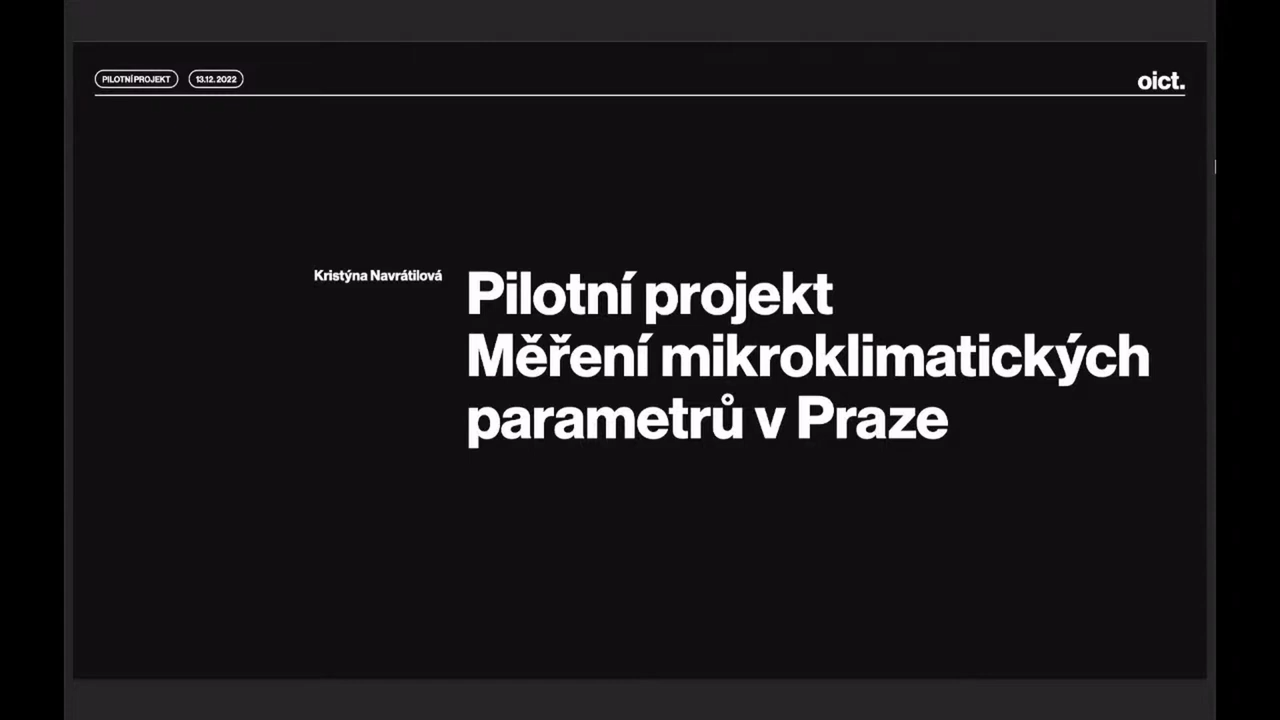 PILOTNÍ PROJEKT
13.12.2022
oict.
Kristýna Navrátilová
Pilotní projekt
Měření mikroklimatických
parametrů v Praze